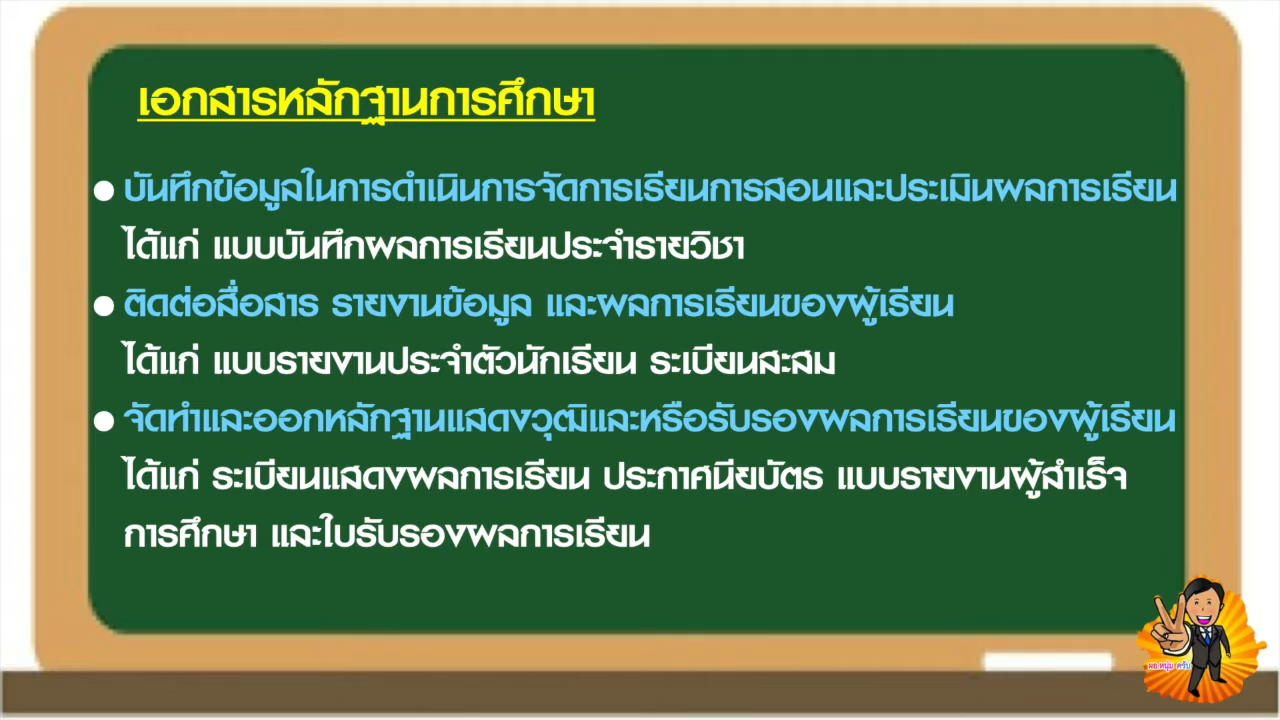 เอกสารหลักฐานการศึกษา
• บันทึกข้อมูลในการดำเนินการจัดการเรียนการสอนและประเมินผลการเรียน
ได้แก่ แบบบันทึกผลการเรียนประจำรายวิชา
• ติดต่อสื่อสาร รายงานข้อมูล และผลการเรียนของผู้เรียน
ได้แก่ แบบรายงานประจำตัวนักเรียน ระเบียนสะสม
• จัดทำและออกหลักฐานแสดงวุฒิและหรือรับรองผลการเรียนของผู้เรียน
ได้แก่ ระเบียนแสดงผลการเรียน ประกาศนียบัตร แบบรายงานผู้สำเร็จ
การศึกษา และใบรับรองผลการเรียน
ผอ.หนุ่ม ครับ